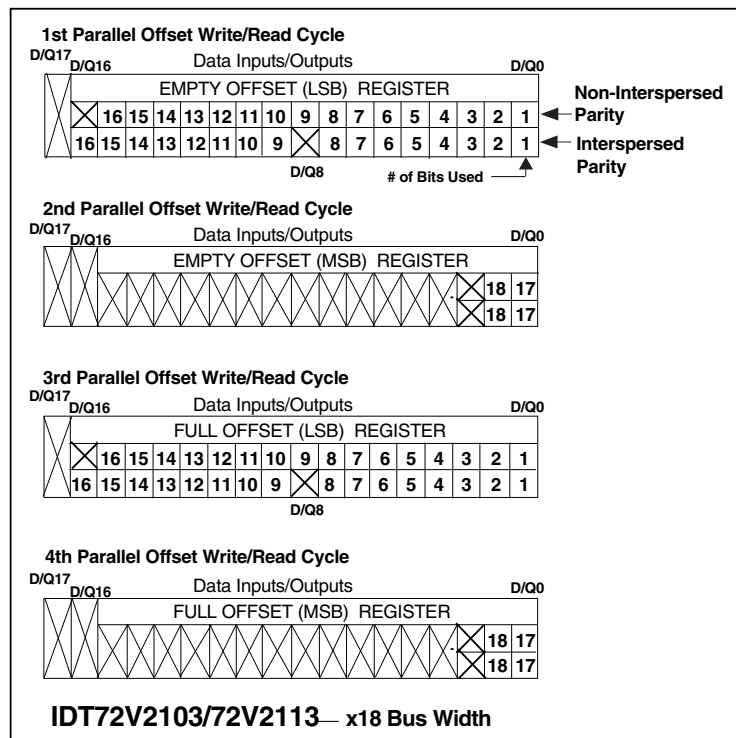 1st Parallel Offset Write/Read Cycle
D/Q17 D/Q16 Data Inputs/Outputs D/Q0
EMPTY OFFSET (LSB) REGISTER
16 15 14 13 12 11 10 9 8 7 6 5 4 3 2 1 Non-Interspersed Parity
16 15 14 13 12 11 10 9 8 7 6 5 4 3 2 1 Interspersed Parity
D/Q8
# of Bits Used
2nd Parallel Offset Write/Read Cycle
D/Q17 D/Q16 Data Inputs/Outputs D/Q0
EMPTY OFFSET (MSB) REGISTER
18 17
18 17
3rd Parallel Offset Write/Read Cycle
D/Q17 D/Q16 Data Inputs/Outputs D/Q0
FULL OFFSET (LSB) REGISTER
16 15 14 13 12 11 10 9 8 7 6 5 4 3 2 1
16 15 14 13 12 11 10 9 8 7 6 5 4 3 2 1
D/Q8
4th Parallel Offset Write/Read Cycle
D/Q17 D/Q16 Data Inputs/Outputs D/Q0
FULL OFFSET (MSB) REGISTER
18 17
18 17
IDT72V2103/72V2113— x18 Bus Width